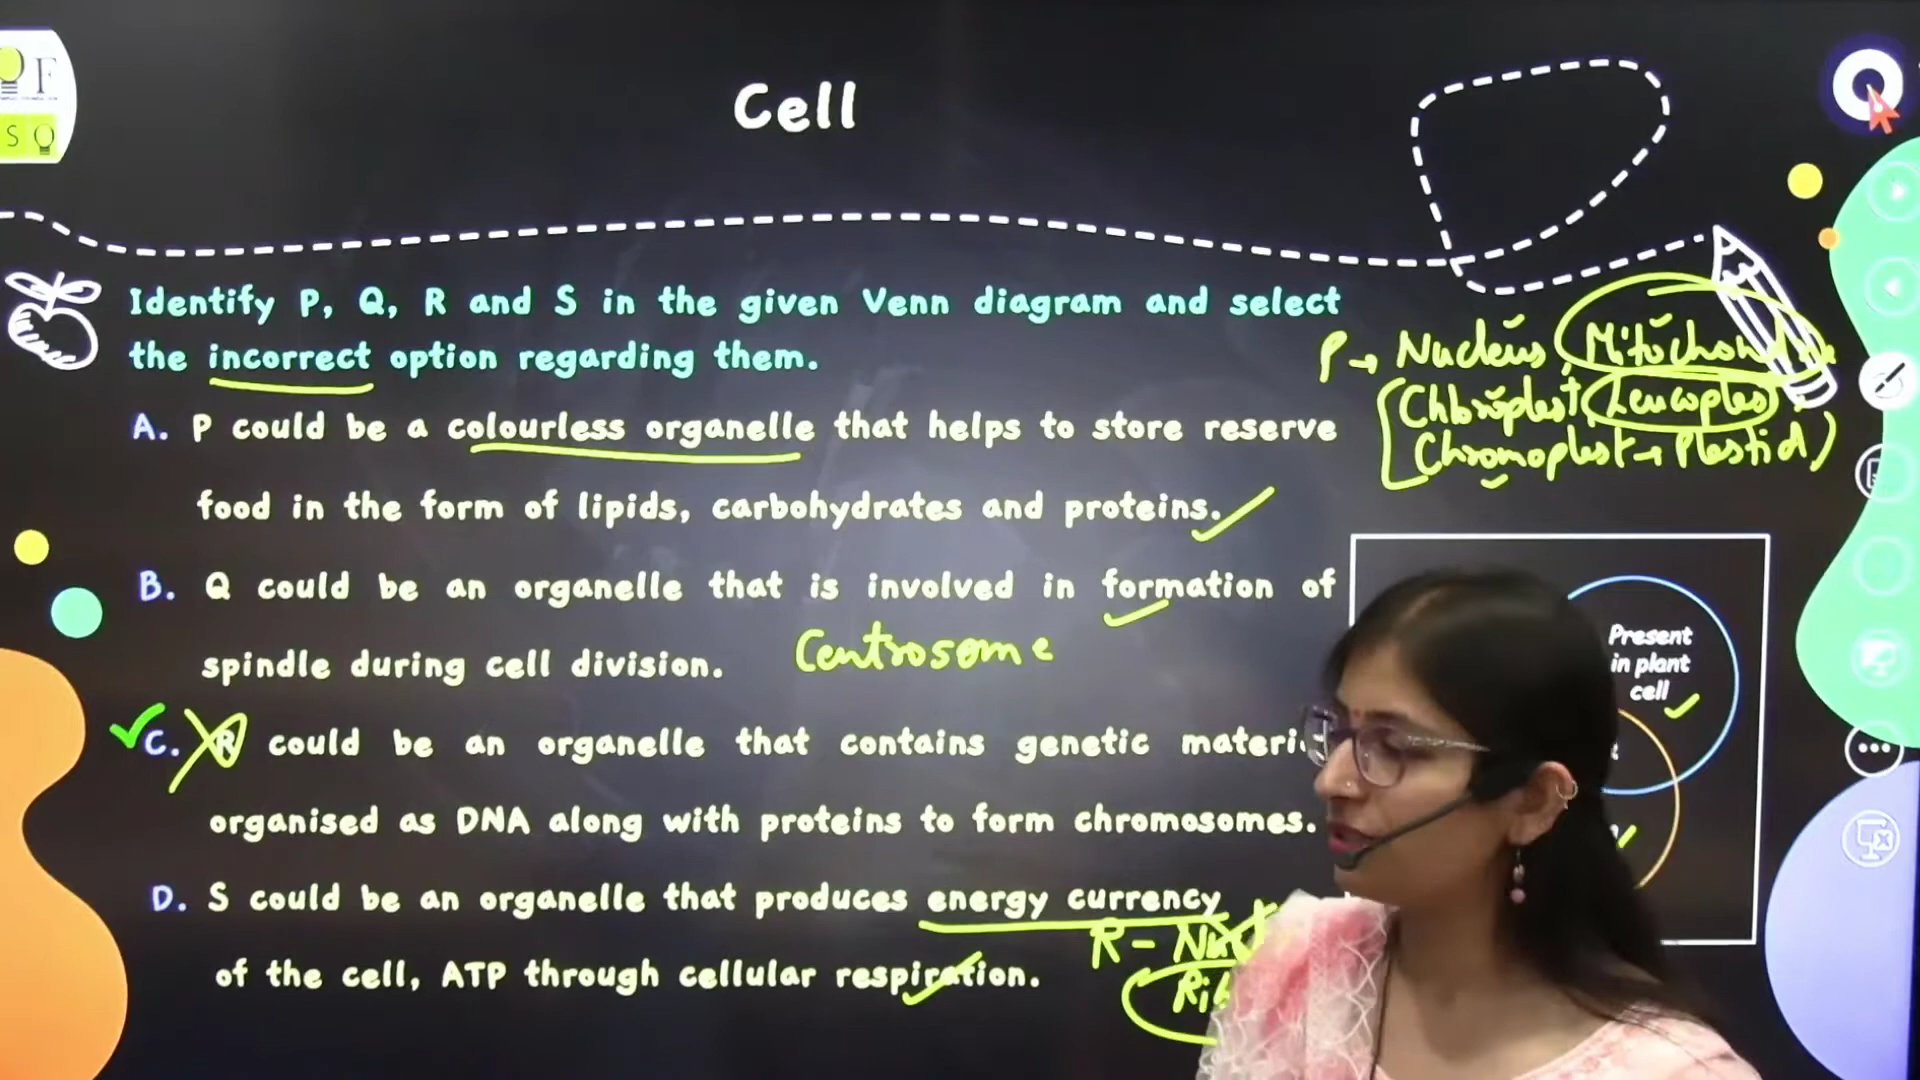 OF
SO
Cell
Identify P, Q, R and S in the given Venn diagram and select
the incorrect option regarding them.
A. P could be a colourless organelle that helps to store reserve
food in the form of lipids, carbohydrates and proteins.
B. Q could be an organelle that is involved in formation of
spindle during cell division. Centrosome
C. R could be an organelle that contains genetic materi
organised as DNA along with proteins to form chromosomes.
D. S could be an organelle that produces energy currency
of the cell, ATP through cellular respiration.
P → Nucleus, Mitochon
Chloroplast, Leucoplas
Chromoplast → Plastid
Present
in plant
cell
R -